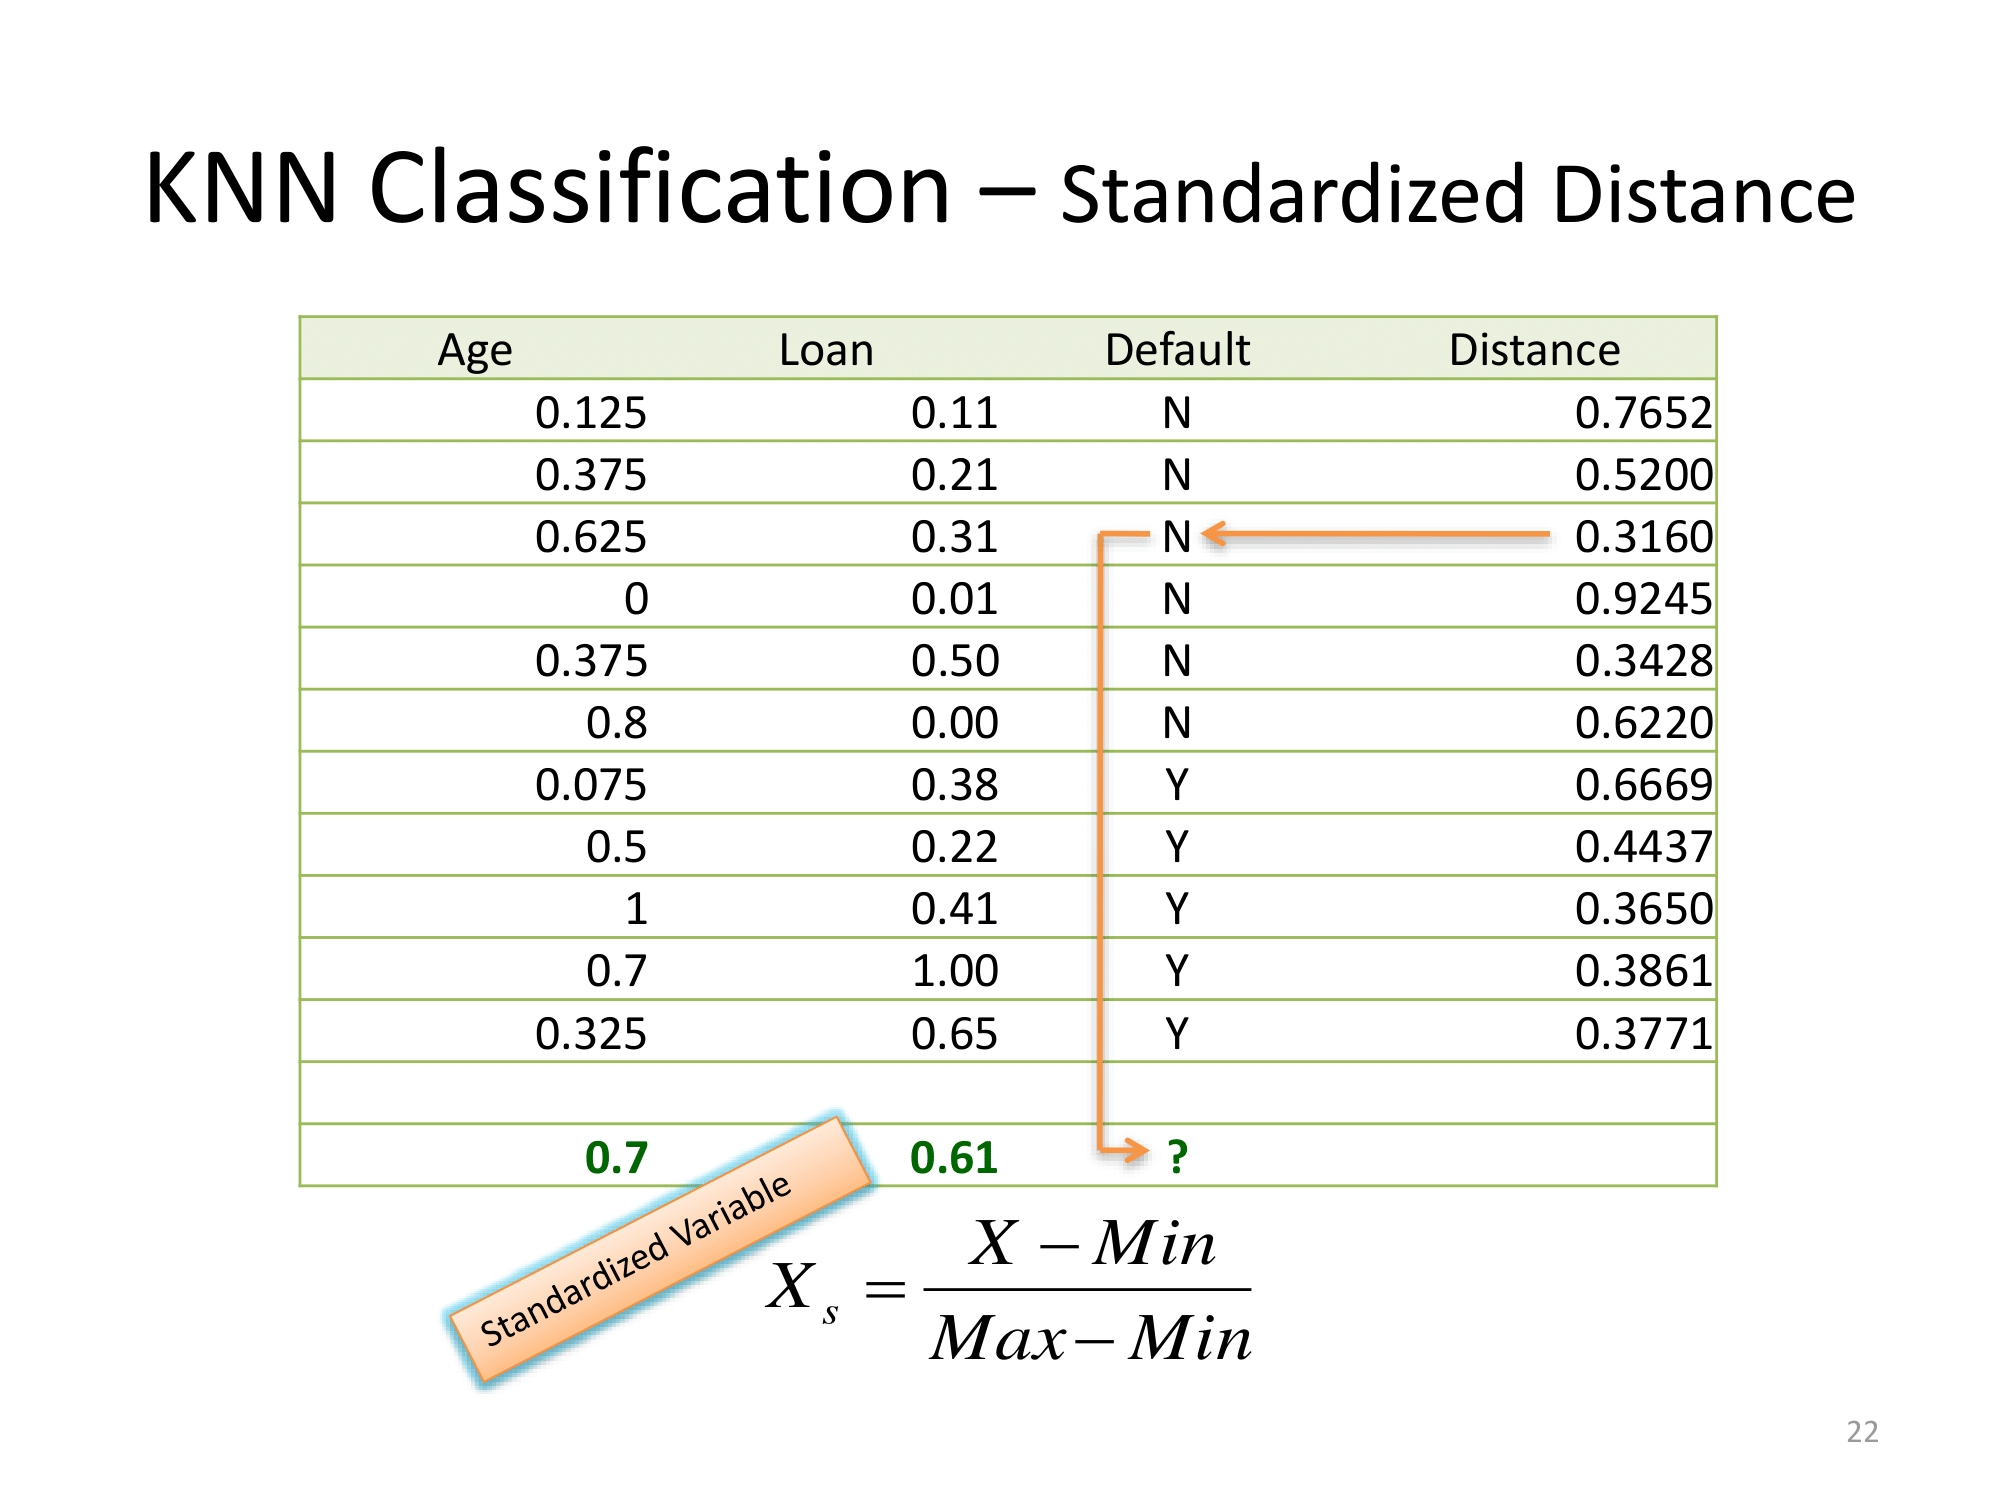 KNN Classification – Standardized Distance
Age Loan Default Distance
0.125 0.11 N 0.7652
0.375 0.21 N 0.5200
0.625 0.31 N 0.3160
0 0.01 N 0.9245
0.375 0.50 N 0.3428
0.8 0.00 N 0.6220
0.075 0.38 Y 0.6669
0.5 0.22 Y 0.4437
1 0.41 Y 0.3650
0.7 1.00 Y 0.3861
0.325 0.65 Y 0.3771
0.7 0.61 ?
Standardized Variable
X_s = (X − Min) / (Max − Min)
22